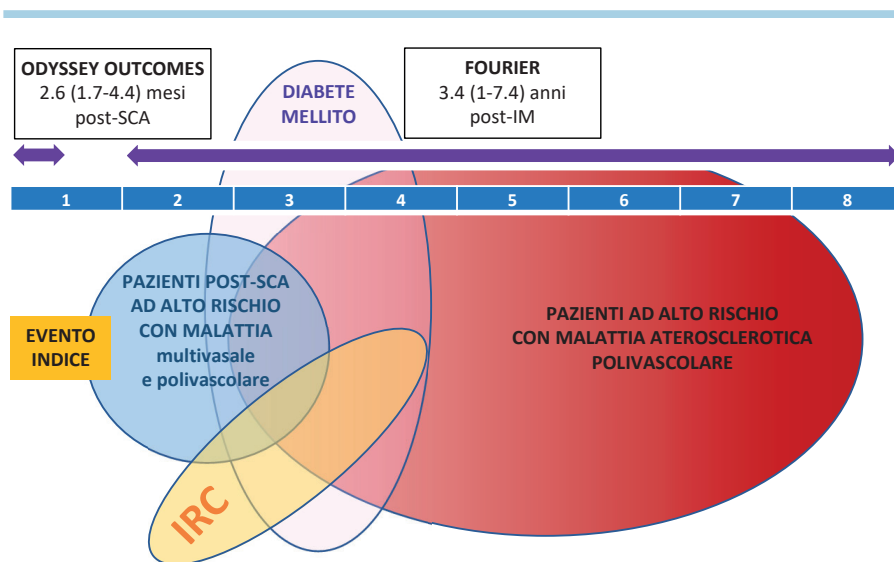 ODYSSEY OUTCOMES
2.6 (1.7-4.4) mesi
post-SCA
DIABETE
MELLITO
FOURIER
3.4 (1-7.4) anni
post-IM
1 2 3 4 5 6 7 8
EVENTO
INDICE
PAZIENTI POST-SCA
AD ALTO RISCHIO
CON MALATTIA
multivasale
e polivascolare
PAZIENTI AD ALTO RISCHIO
CON MALATTIA ATEROSCLEROTICA
POLIVASCOLARE
IRC